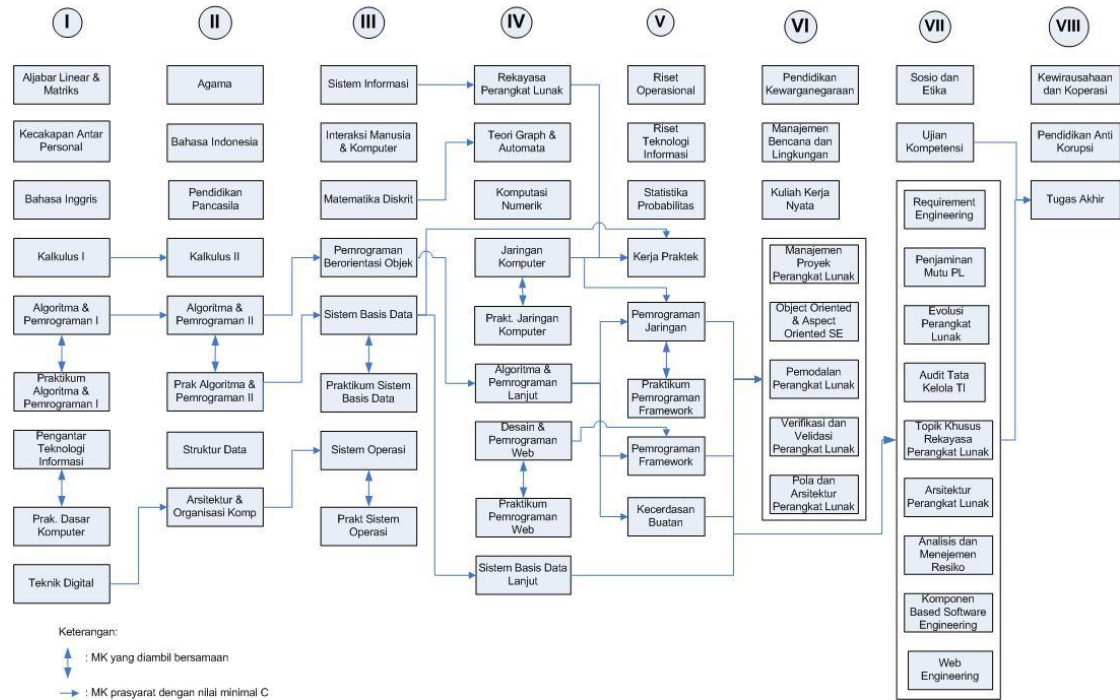 I
II
III
IV
V
VI
VII
VIII
Aljabar Linear &
Matriks
Kecakapan Antar
Personal
Bahasa Inggris
Kalkulus I
Algoritma &
Pemrograman I
Praktikum
Algoritma &
Pemrograman I
Pengantar
Teknologi
Informasi
Prak. Dasar
Komputer
Teknik Digital
Agama
Bahasa Indonesia
Pendidikan
Pancasila
Kalkulus II
Algoritma &
Pemrograman II
Prak Algoritma &
Pemrograman II
Struktur Data
Arsitektur &
Organisasi Komp
Sistem Informasi
Interaksi Manusia
& Komputer
Matematika Diskrit
Pemrograman
Berorientasi Objek
Sistem Basis Data
Praktikum Sistem
Basis Data
Sistem Operasi
Prakt Sistem
Operasi
Rekayasa
Perangkat Lunak
Teori Graph &
Automata
Komputasi
Numerik
Jaringan
Komputer
Prakt. Jaringan
Komputer
Algoritma &
Pemrograman
Lanjut
Desain &
Pemrograman
Web
Praktikum
Pemrograman
Web
Sistem Basis Data
Lanjut
Riset
Operasional
Riset
Teknologi
Informasi
Statistika
Probabilitas
Kerja Praktek
Pemrograman
Jaringan
Praktikum
Pemrograman
Framework
Pemrograman
Framework
Kecerdasan
Buatan
Pendidikan
Kewarganegaraan
Manajemen
Bencana dan
Lingkungan
Kuliah Kerja
Nyata
Manajemen
Proyek
Perangkat Lunak
Object Oriented
& Aspect
Oriented SE
Pemodalan
Perangkat Lunak
Verifikasi dan
Velidasi
Perangkat Lunak
Pola dan
Arsitektur
Perangkat Lunak
Sosio dan
Etika
Ujian
Kompetensi
Requirement
Engineering
Penjaminan
Mutu PL
Evolusi
Perangkat
Lunak
Audit Tata
Kelola TI
Topik Khusus
Rekayasa
Perangkat Lunak
Arsitektur
Perangkat Lunak
Analisis dan
Menejemen
Resiko
Komponen
Based Software
Engineering
Web
Engineering
Kewirausahaan
dan Koperasi
Pendidikan Anti
Korupsi
Tugas Akhir
Keterangan:
: MK yang diambil bersamaan
: MK prasyarat dengan nilai minimal C